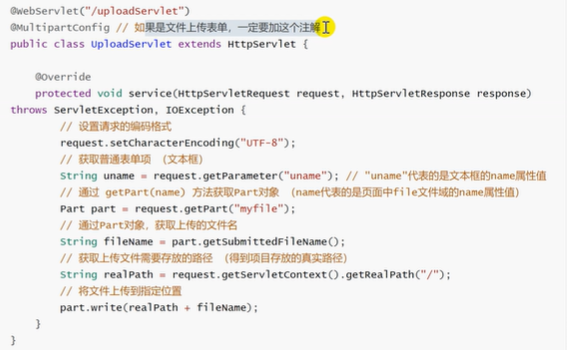 @WebServlet("/uploadServlet")
@MultipartConfig // 如果是文件上传表单，一定要加这个注解
public class UploadServlet extends HttpServlet {
@Override
protected void service(HttpServletRequest request, HttpServletResponse response)
throws ServletException, IOException {
// 设置请求的编码格式
request.setCharacterEncoding("UTF-8");
// 获取普通表单项 （文本框）
String uname = request.getParameter("uname"); // "uname"代表的是文本框的name属性值
// 通过 getPart(name) 方法获取Part对象 （name代表的是页面中file文件域的name属性值）
Part part = request.getPart("myfile");
// 通过Part对象，获取上传的文件名
String fileName = part.getSubmittedFileName();
// 获取上传文件需要存放的路径 （得到项目存放的真实路径）
String realPath = request.getServletContext().getRealPath("/");
// 将文件上传到指定位置
part.write(realPath + fileName);
}
}